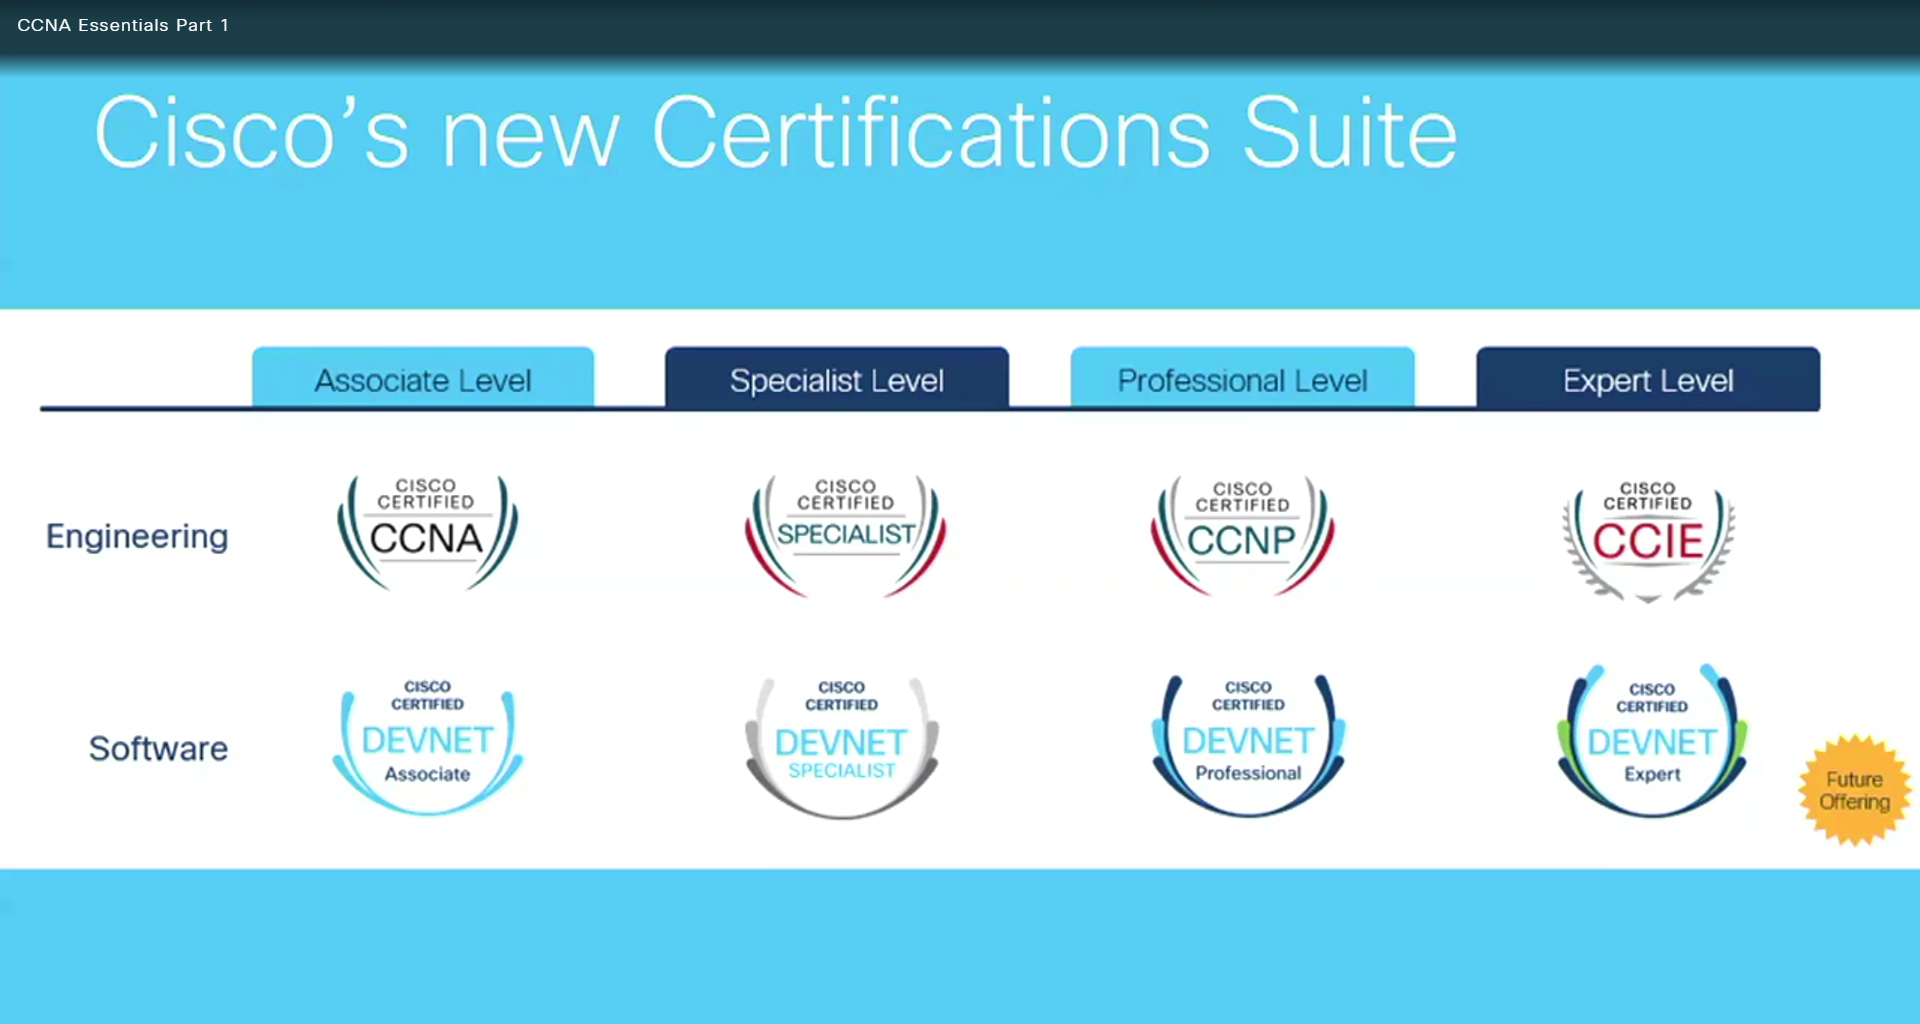 CCNA Essentials Part 1
Cisco's new Certifications Suite
Associate Level
Specialist Level
Professional Level
Expert Level
Engineering
CISCO
CERTIFIED
CCNA
CISCO
CERTIFIED
SPECIALIST
CISCO
CERTIFIED
CCNP
CISCO
CERTIFIED
CCIE
Software
CISCO
CERTIFIED
DEVNET
Associate
CISCO
CERTIFIED
DEVNET
SPECIALIST
CISCO
CERTIFIED
DEVNET
Professional
CISCO
CERTIFIED
DEVNET
Expert
Future
Offering